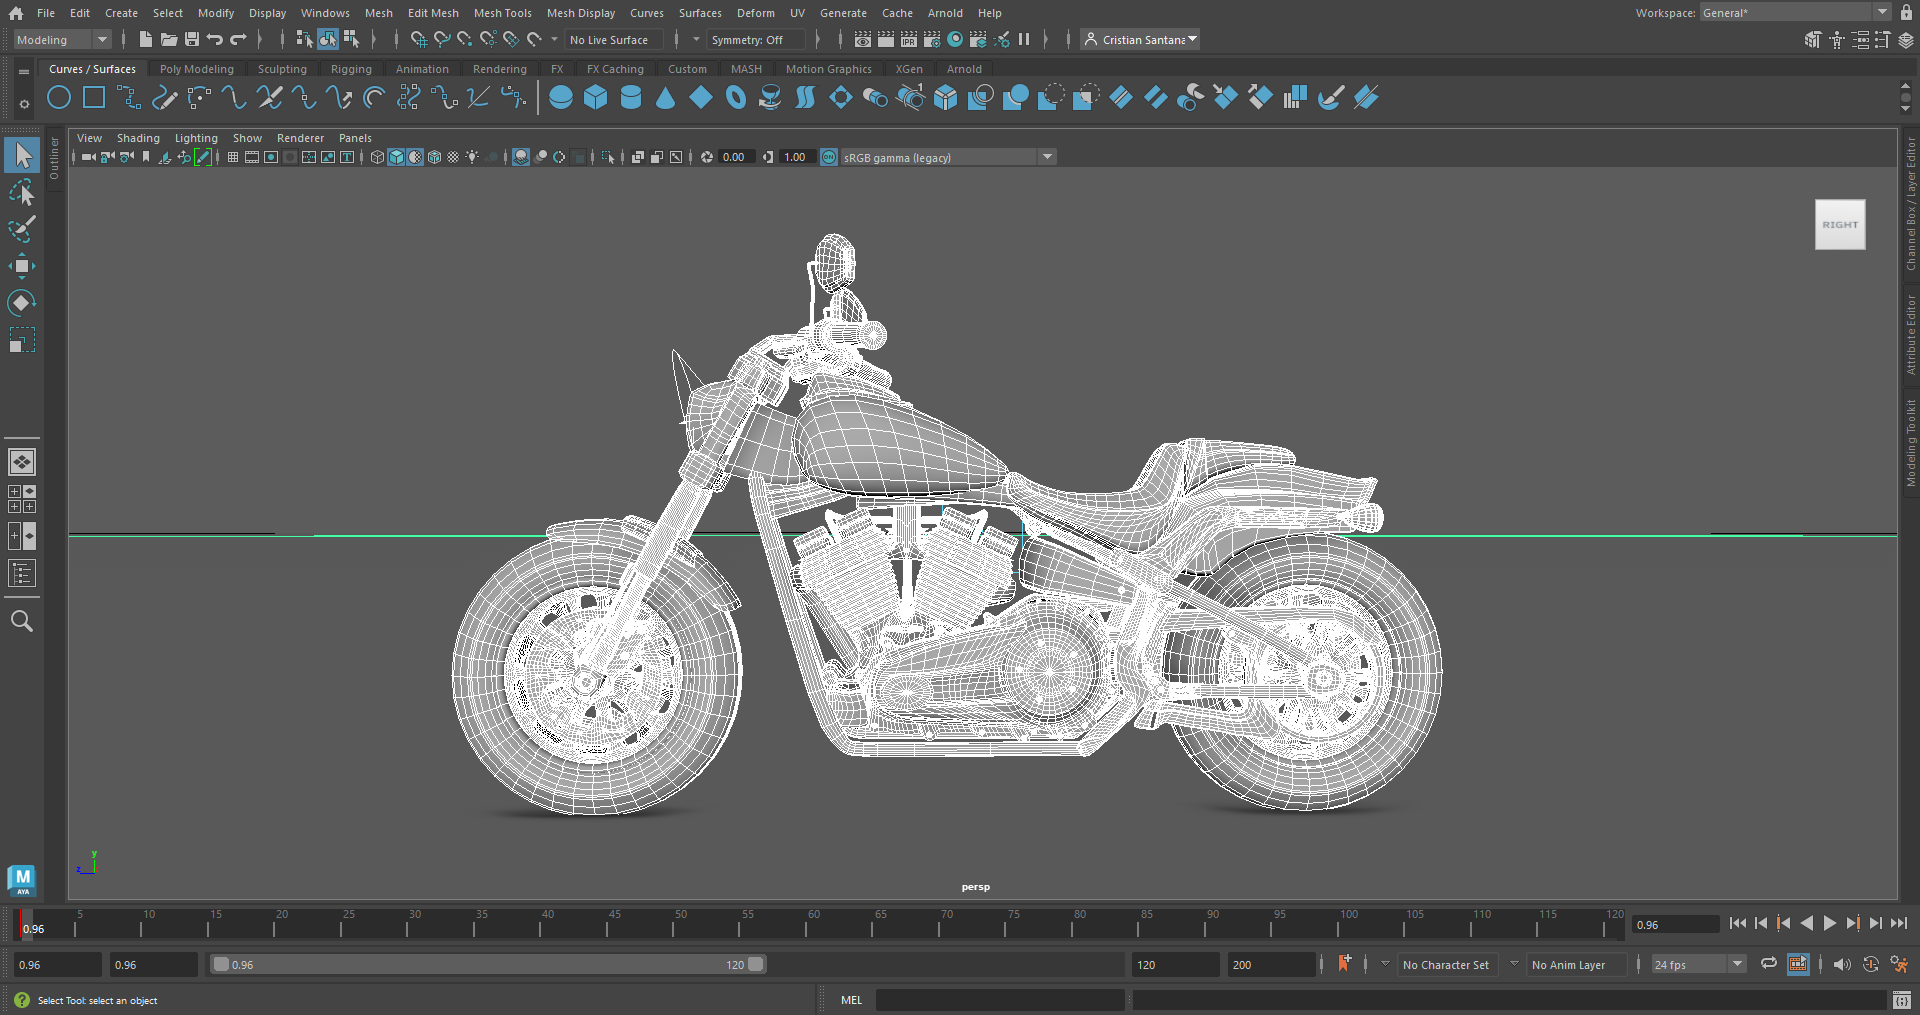 File Edit Create Select Modify Display Windows Mesh Edit Mesh Mesh Tools Mesh Display Curves Surfaces Deform UV Generate Cache Arnold Help Workspace: General*
Modeling No Live Surface Symmetry: Off IPR Cristian Santana
Curves / Surfaces Poly Modeling Sculpting Rigging Animation Rendering FX FX Caching Custom MASH Motion Graphics XGen Arnold
View Shading Lighting Show Renderer Panels
0.00 1.00 ON sRGB gamma (legacy)
Outliner
RIGHT
Channel Box / Layer Editor
Attribute Editor
Modeling Toolkit
y
z
persp
M
AYA
5 10 15 20 25 30 35 40 45 50 55 60 65 70 75 80 85 90 95 100 105 110 115 120
0.96 0.96
0.96 0.96 0.96 120 120 200 No Character Set No Anim Layer 24 fps
Select Tool: select an object MEL